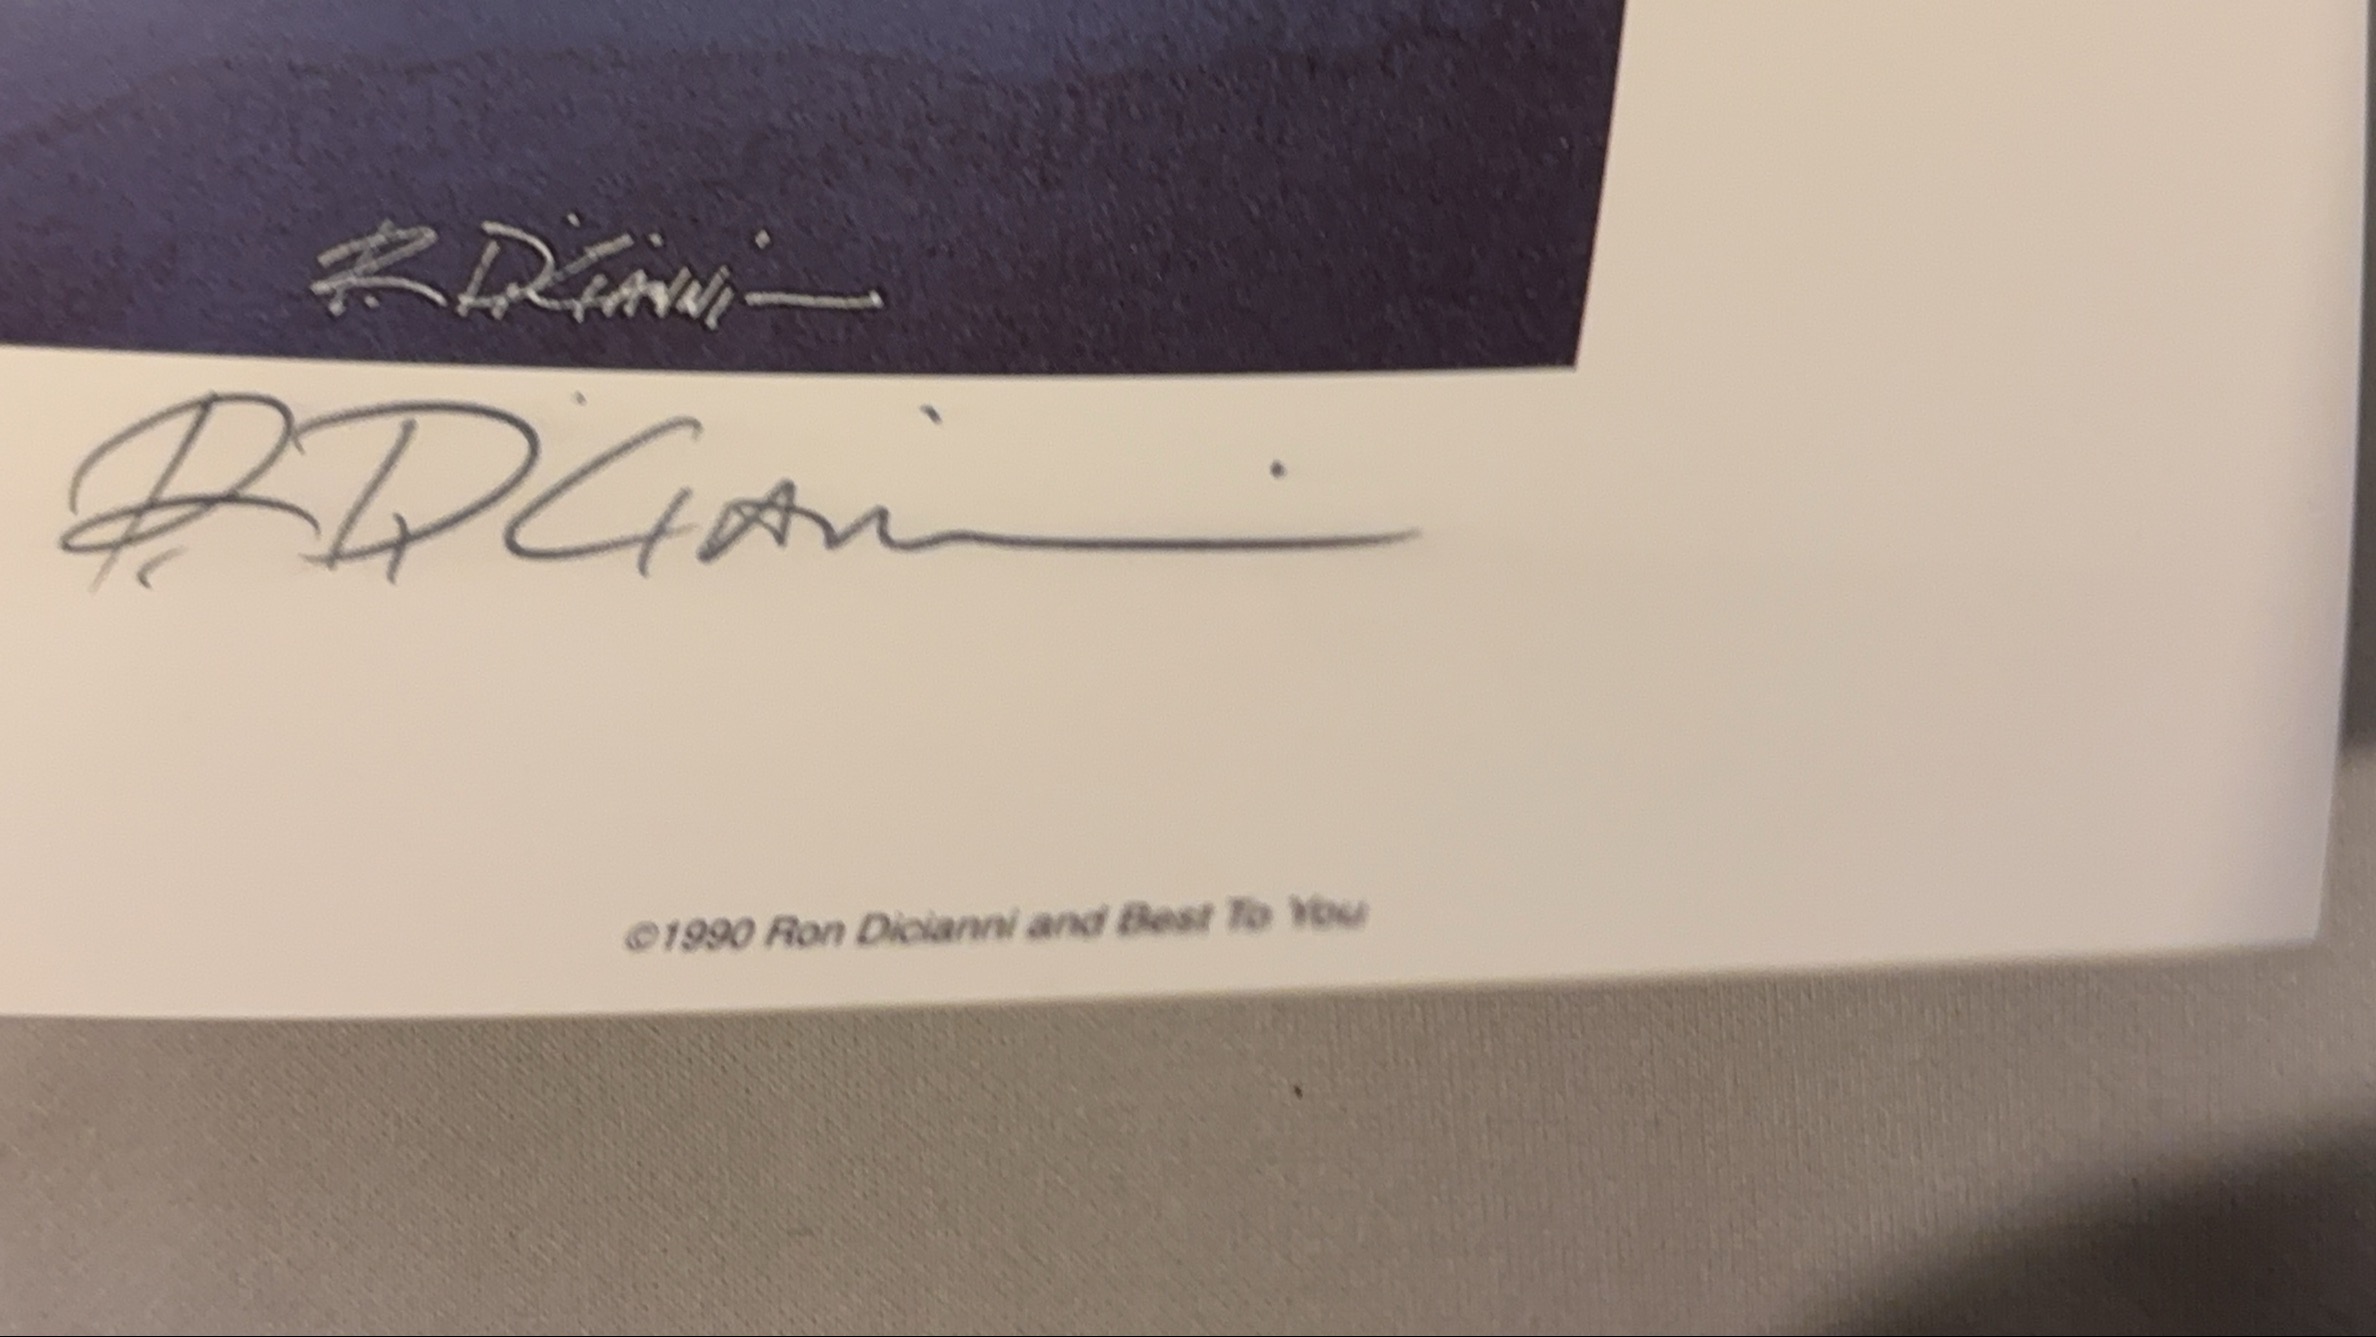 R. DiCianni
R. DiCianni
©1990 Ron Dicianni and Best To You